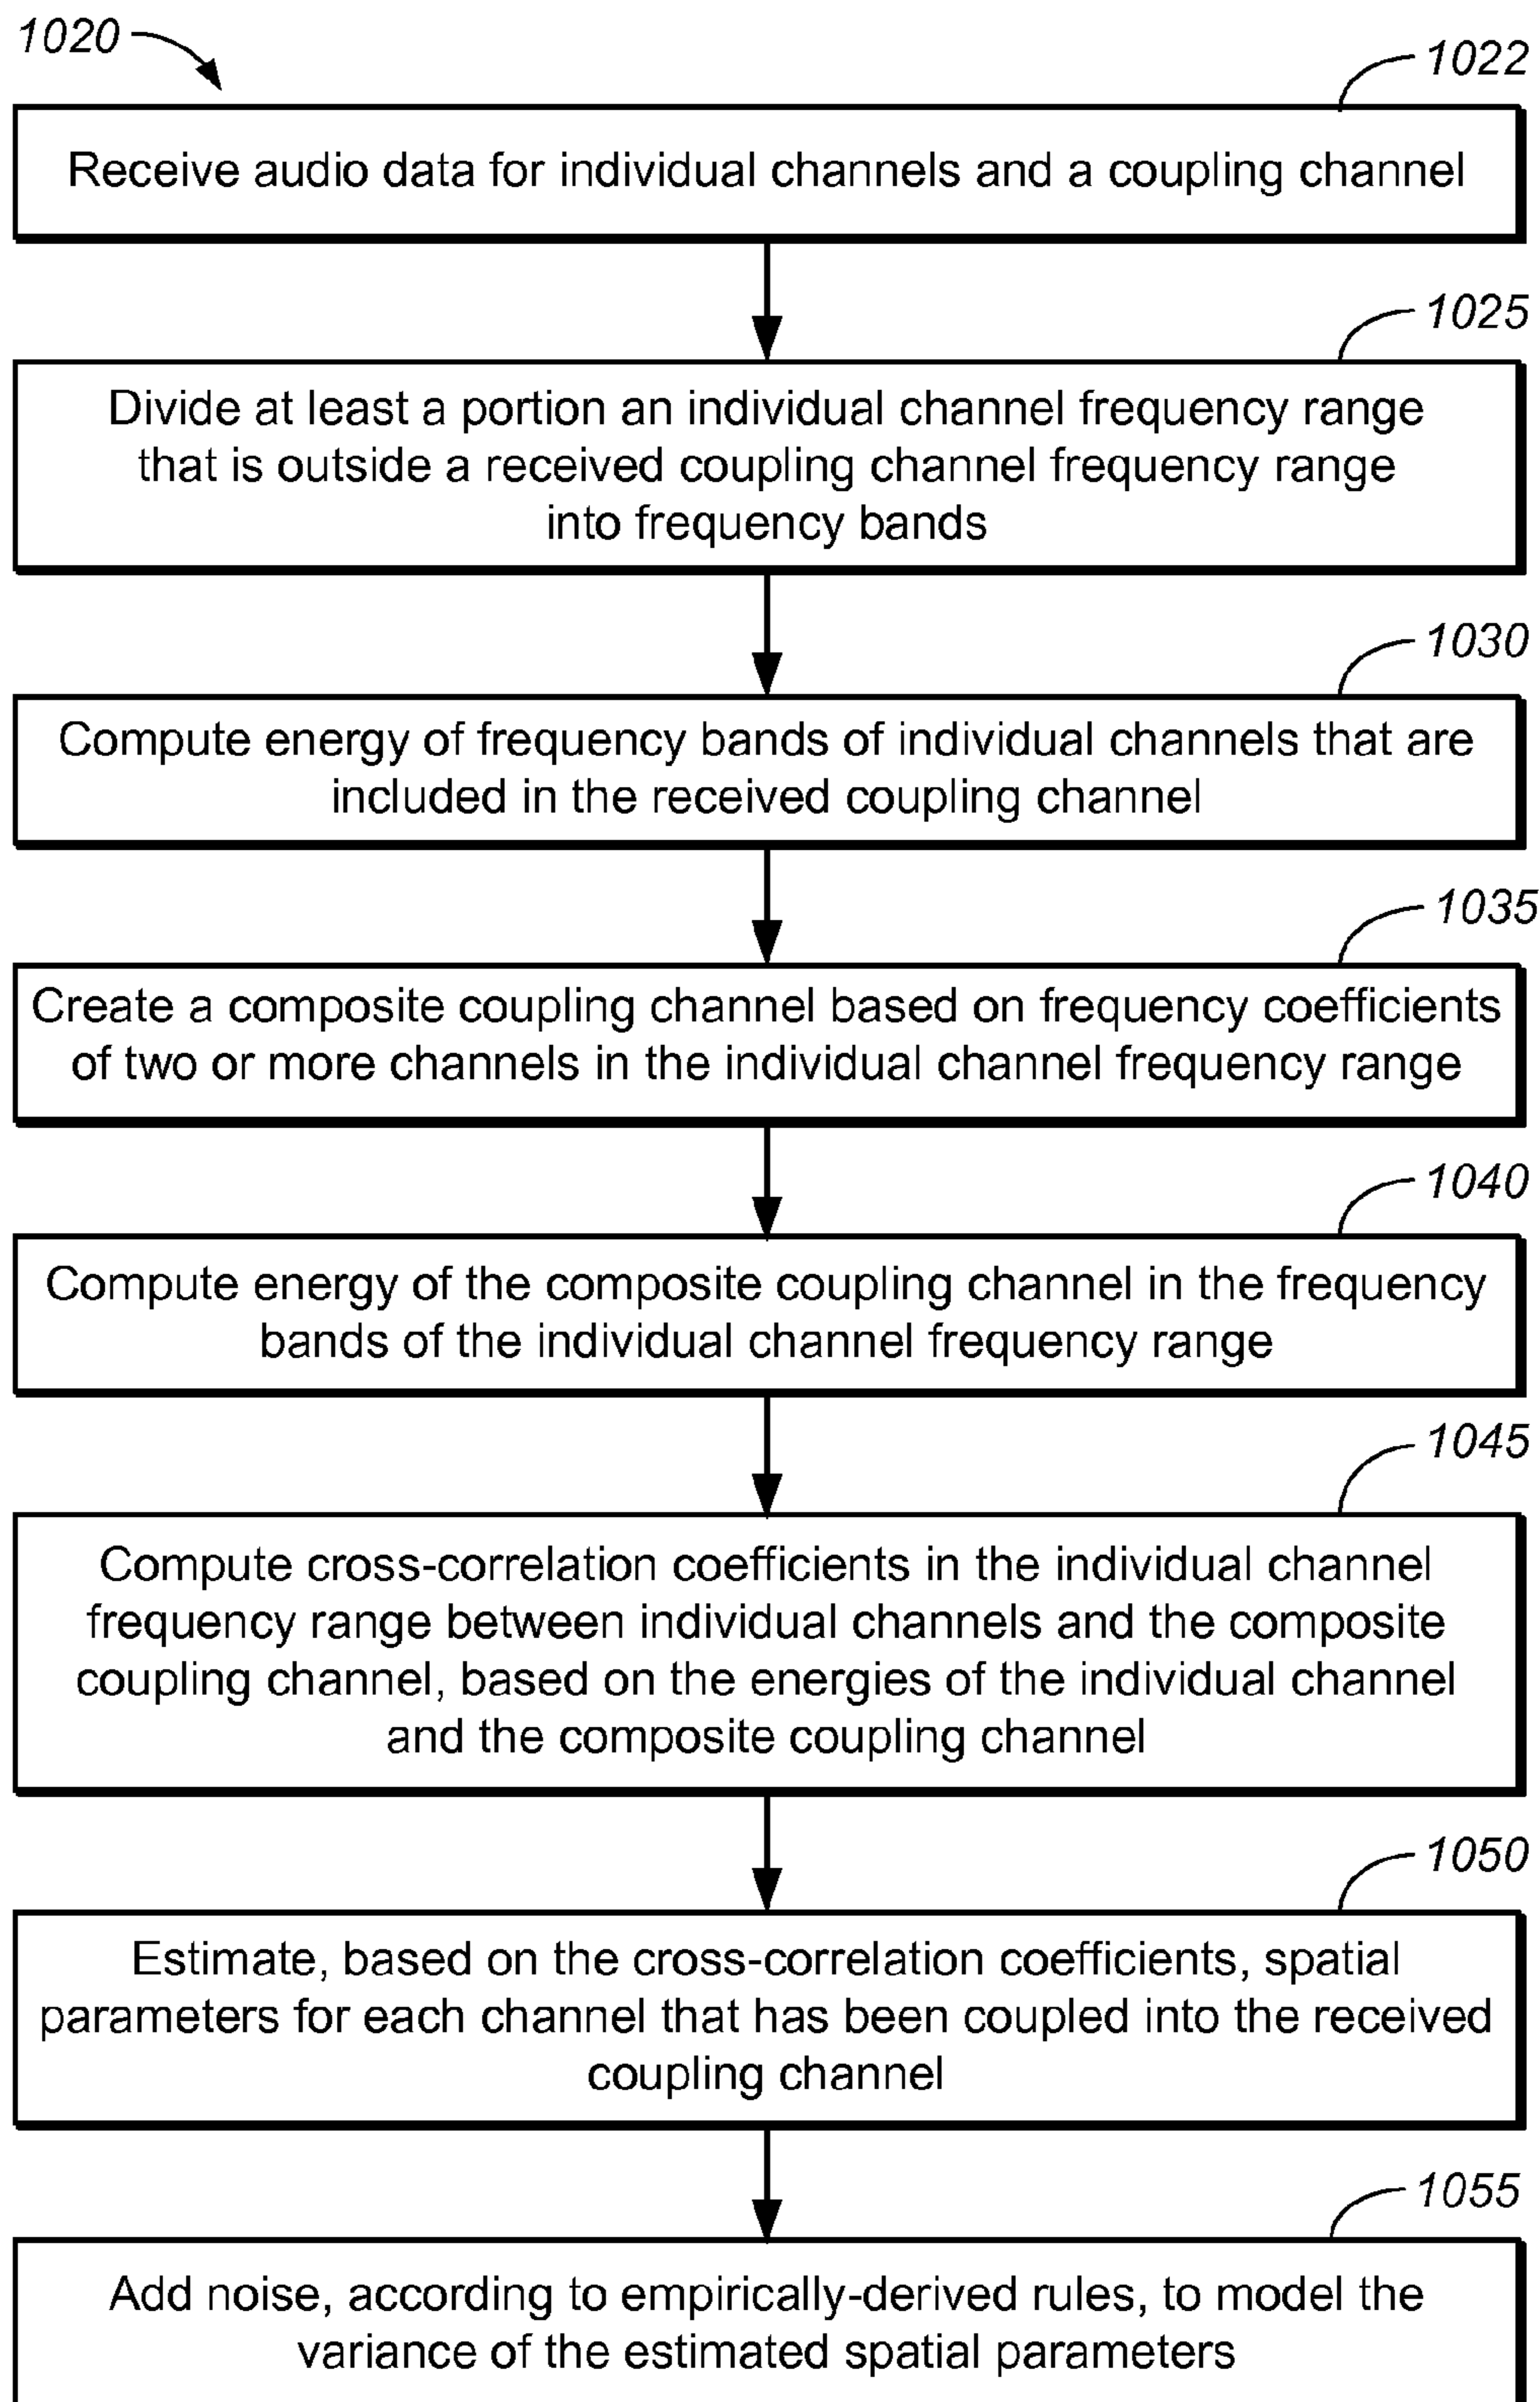 1020
1022
Receive audio data for individual channels and a coupling channel
1025
Divide at least a portion an individual channel frequency range
that is outside a received coupling channel frequency range
into frequency bands
1030
Compute energy of frequency bands of individual channels that are
included in the received coupling channel
1035
Create a composite coupling channel based on frequency coefficients
of two or more channels in the individual channel frequency range
1040
Compute energy of the composite coupling channel in the frequency
bands of the individual channel frequency range
1045
Compute cross-correlation coefficients in the individual channel
frequency range between individual channels and the composite
coupling channel, based on the energies of the individual channel
and the composite coupling channel
1050
Estimate, based on the cross-correlation coefficients, spatial
parameters for each channel that has been coupled into the received
coupling channel
1055
Add noise, according to empirically-derived rules, to model the
variance of the estimated spatial parameters